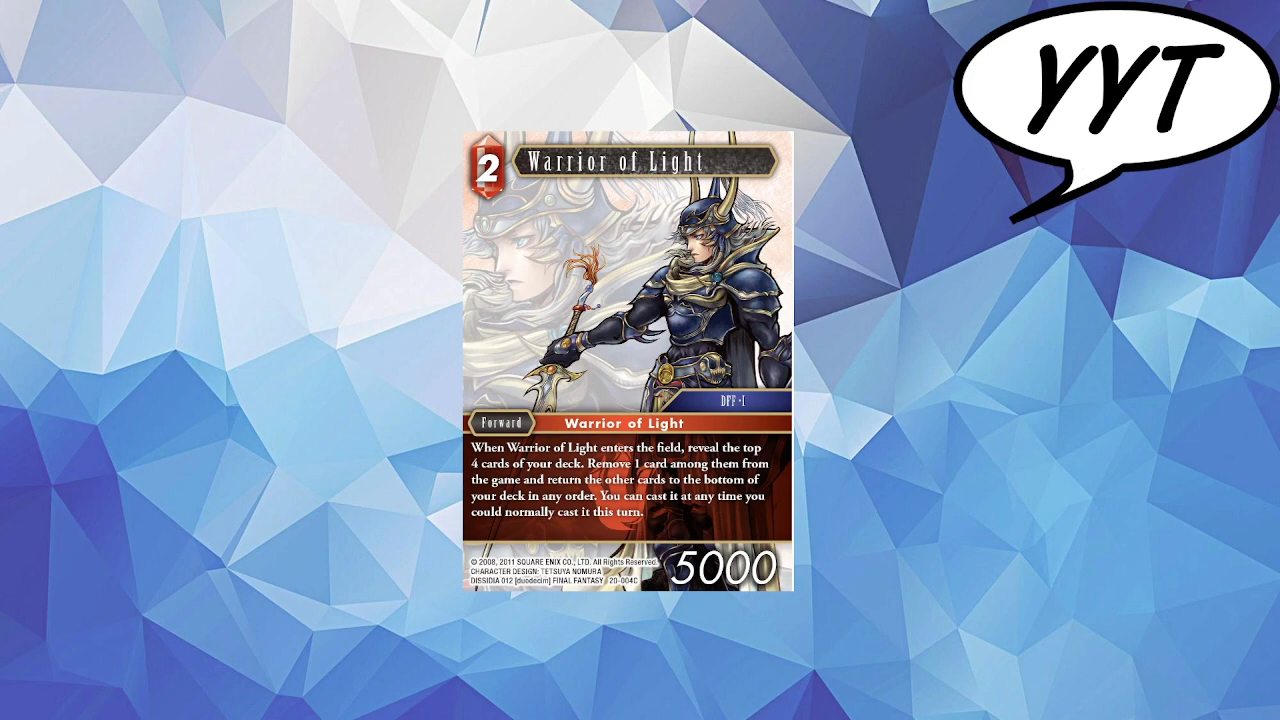 YYT
2
Warrior of Light
DFF・I
Forward
Warrior of Light
When Warrior of Light enters the field, reveal the top
4 cards of your deck. Remove 1 card among them from
the game and return the other cards to the bottom of
your deck in any order. You can cast it at any time you
could normally cast it this turn.
© 2008, 2011 SQUARE ENIX CO., LTD. All Rights Reserved.
CHARACTER DESIGN: TETSUYA NOMURA
DISSIDIA 012 [duodecim] FINAL FANTASY · 20-004C
5000